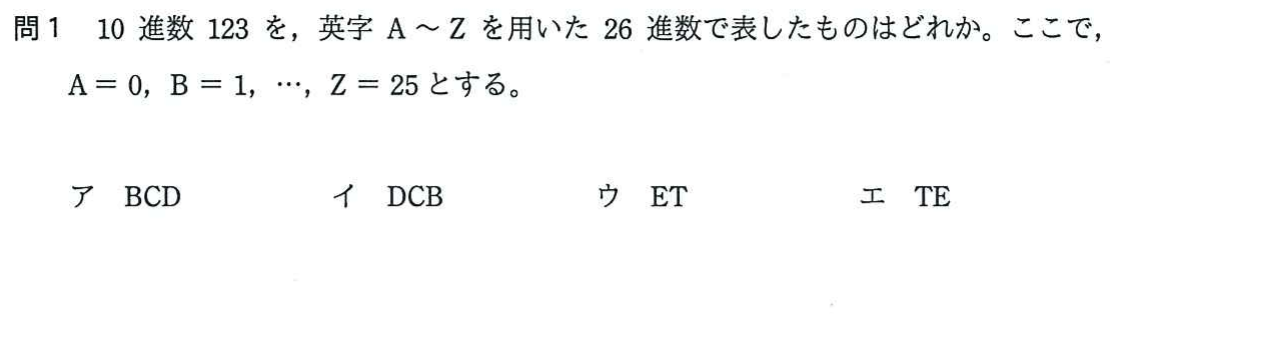 問1 10 進数 123 を，英字 A～Z を用いた 26 進数で表したものはどれか。ここで，
A＝0，B＝1，…，Z＝25とする。
ア BCD イ DCB ウ ET エ TE